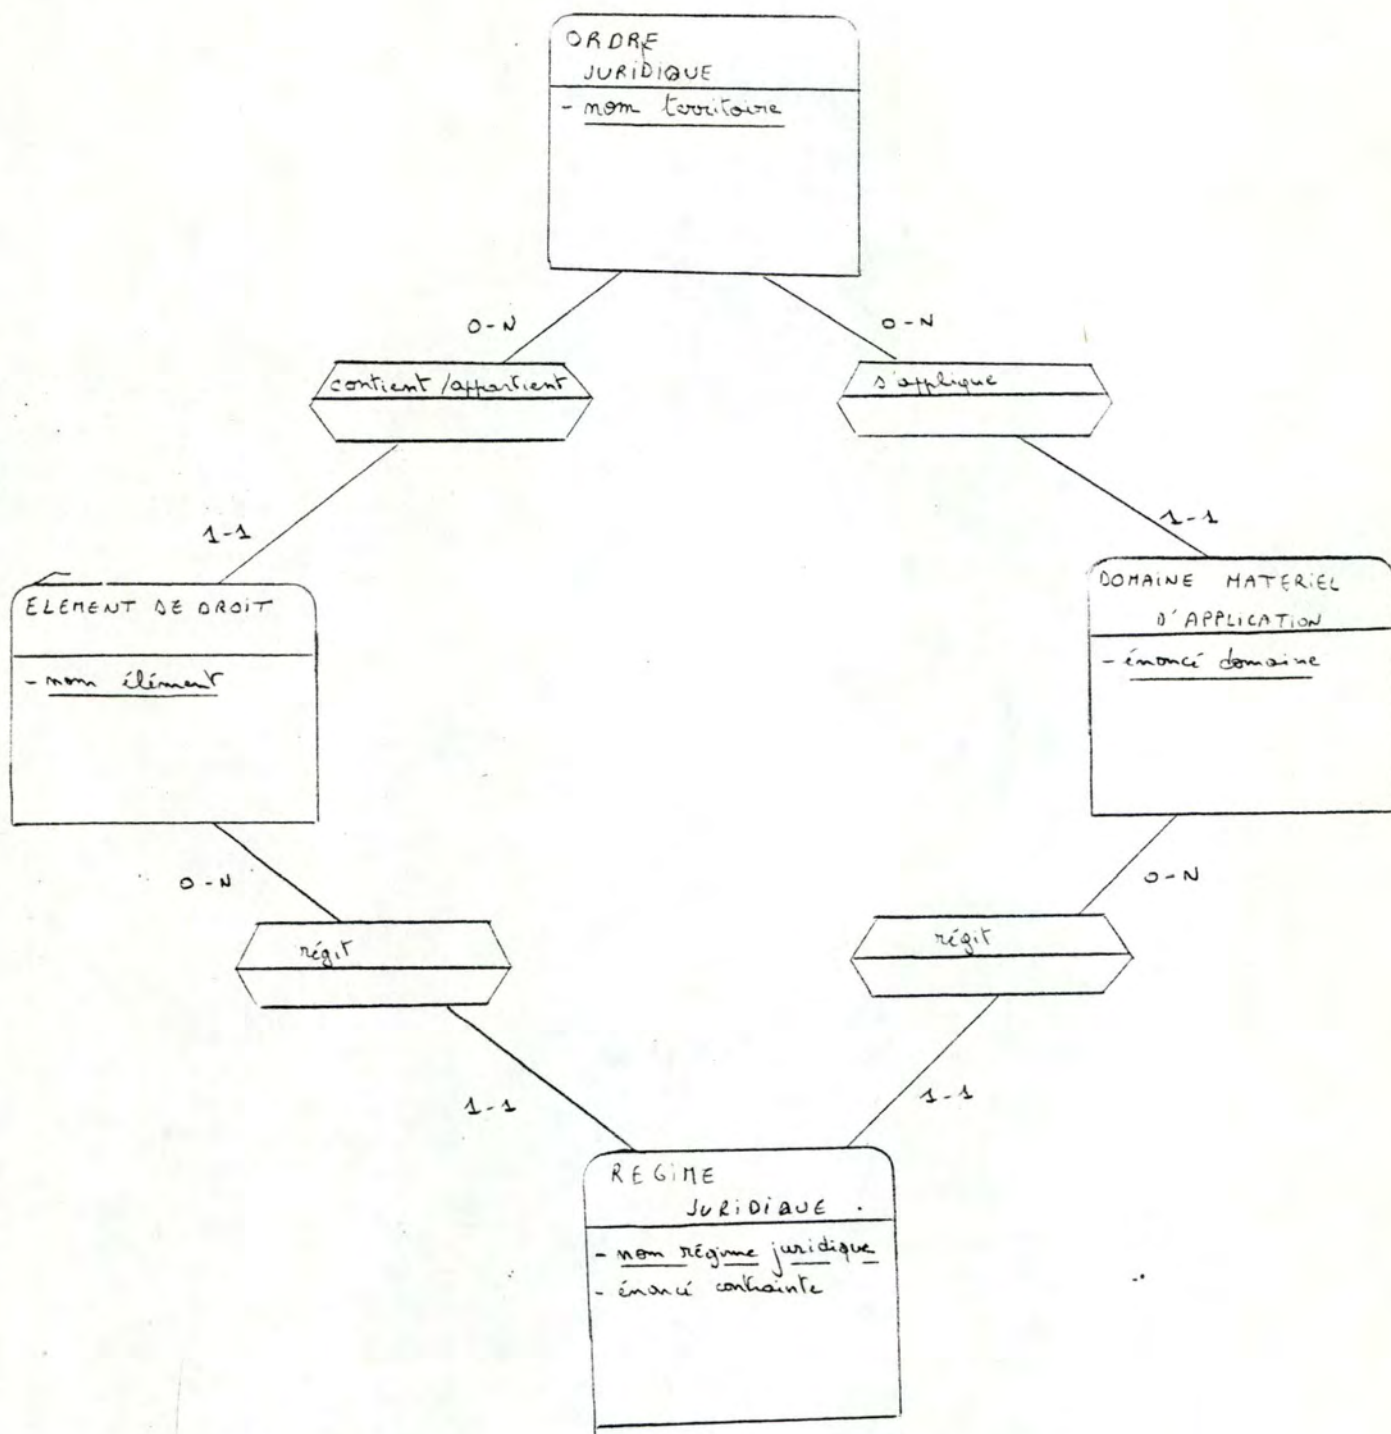 ORDRE
JURIDIQUE
- nom territoire
0-N
0-N
contient/appartient
s'applique
1-1
1-1
ELEMENT DE DROIT
- nom élément
DOMAINE MATERIEL
D'APPLICATION
- énoncé domaine
0-N
0-N
régit
régit
1-1
1-1
REGIME
JURIDIQUE
- nom régime juridique
- énoncé contrainte